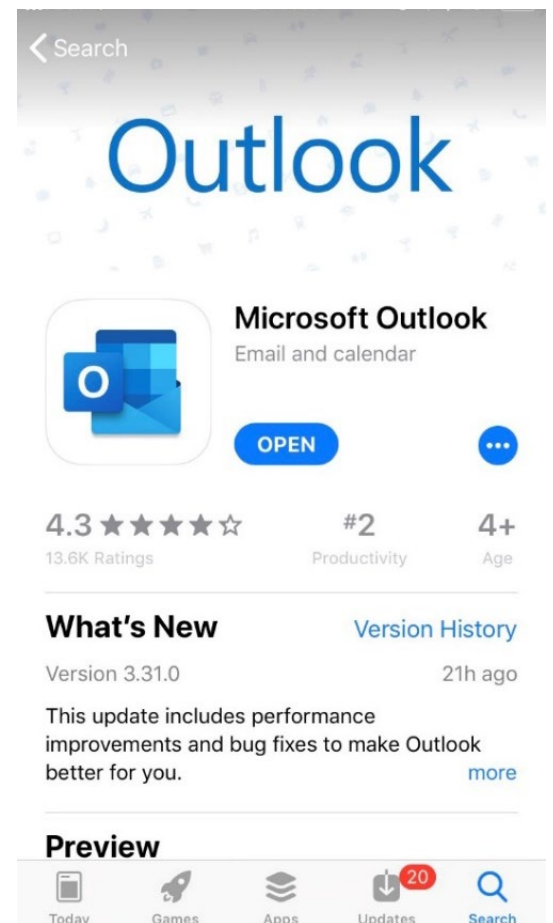 Search
Outlook
Microsoft Outlook
Email and calendar
O
OPEN
4.3 ★★★★☆ #2 4+
13.6K Ratings Productivity Age
What's New Version History
Version 3.31.0 21h ago
This update includes performance
improvements and bug fixes to make Outlook
better for you. more
Preview
20
Today Games Apps Updates Search